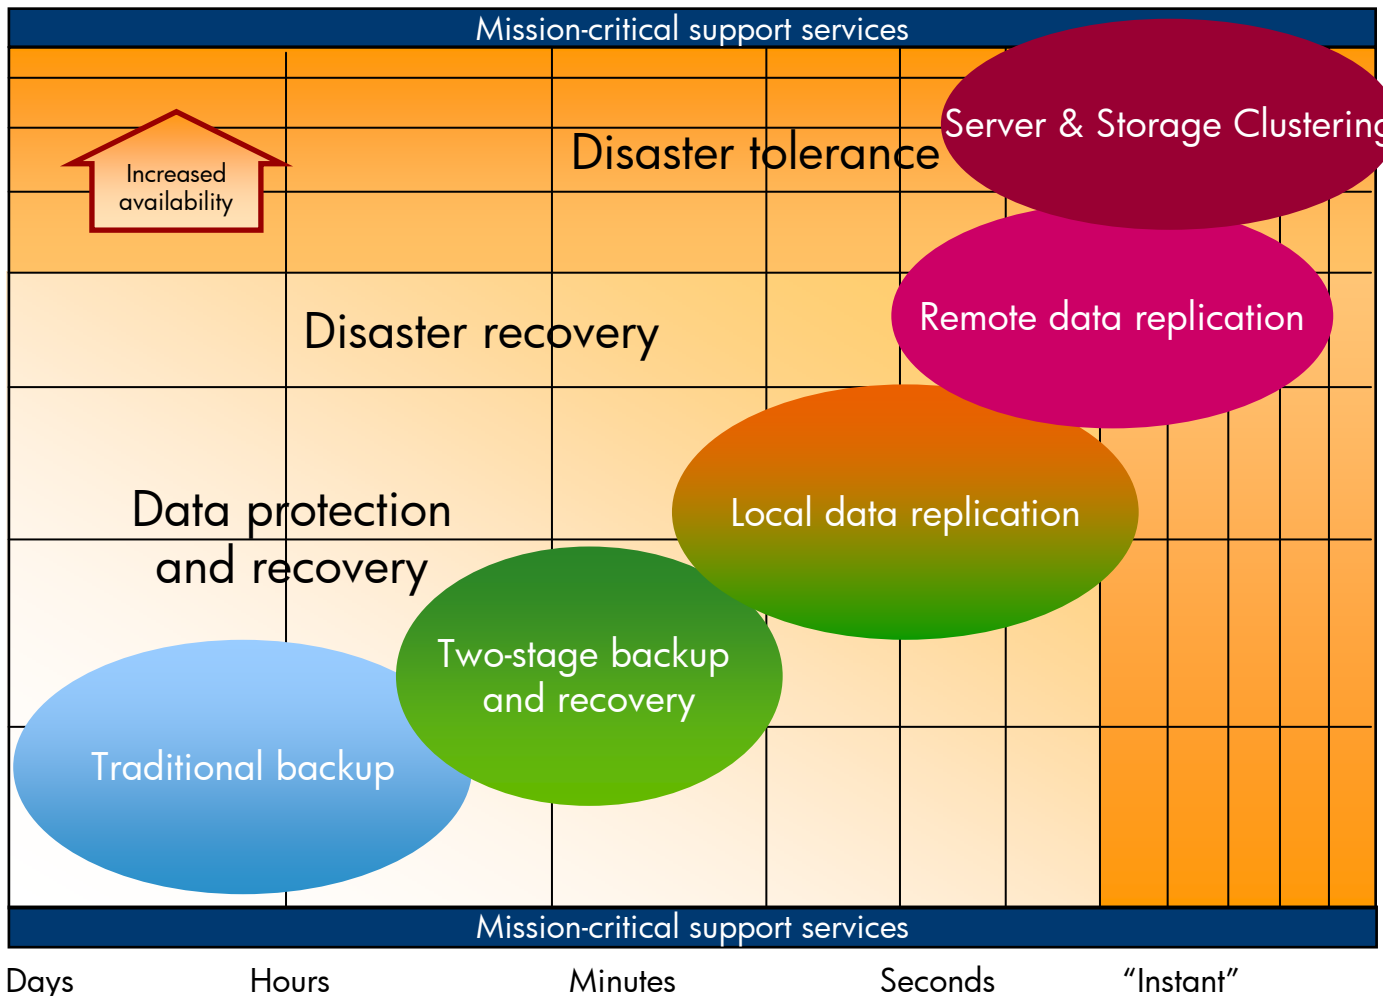 Mission-critical support services
Server & Storage Clustering
Disaster tolerance
Increased
availability
Remote data replication
Disaster recovery
Local data replication
Data protection
and recovery
Two-stage backup
and recovery
Traditional backup
Mission-critical support services
Days Hours Minutes Seconds “Instant”